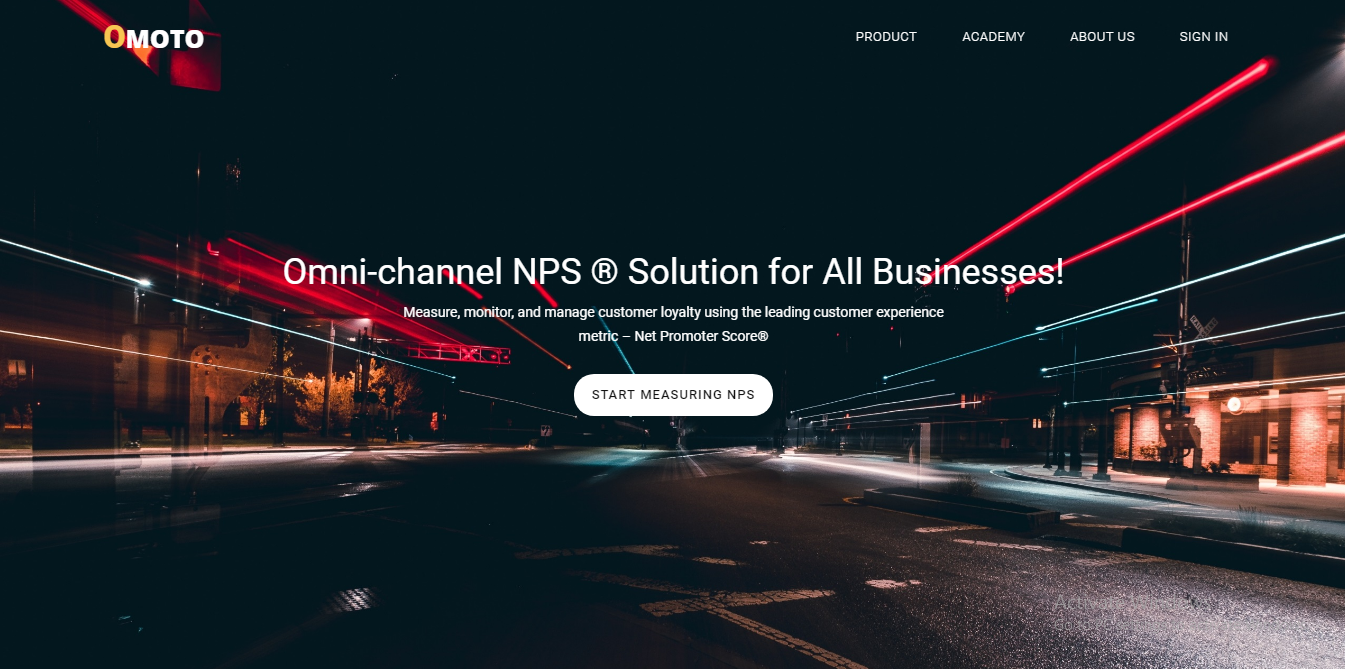 OMOTO
PRODUCT
ACADEMY
ABOUT US
SIGN IN
Omni-channel NPS ® Solution for All Businesses!
Measure, monitor, and manage customer loyalty using the leading customer experience
metric – Net Promoter Score®
START MEASURING NPS